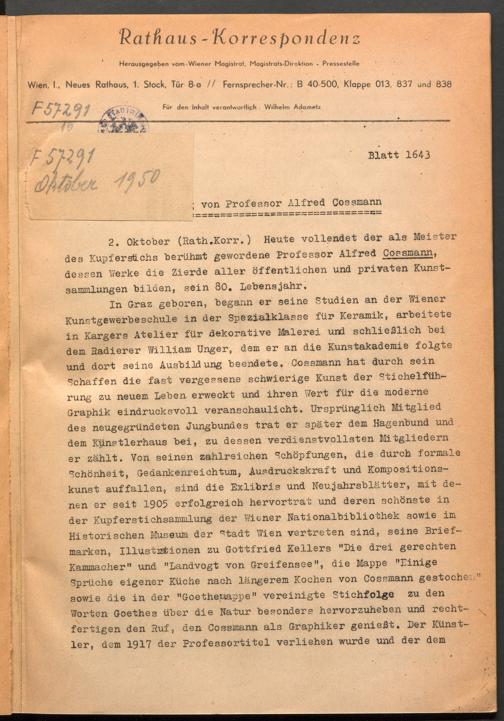 Rathaus-Korrespondenz
Herausgegeben vom Wiener Magistrat, Magistrats-Direktion - Pressestelle
Wien, I., Neues Rathaus, 1. Stock, Tür 8a // Fernsprecher-Nr.: B 40-500, Klappe 013, 837 und 838
Für den Inhalt verantwortlich: Wilhelm Adametz
F 57291
F 57291
Oktober 1950
Blatt 1643
von Professor Alfred Cossmann
2. Oktober (Rath.Korr.) Heute vollendet der als Meister
des Kupferstichs berühmt gewordene Professor Alfred Cossmann,
dessen Werke die Zierde aller öffentlichen und privaten Kunst-
sammlungen bilden, sein 80. Lebensjahr.
In Graz geboren, begann er seine Studien an der Wiener
Kunstgewerbeschule in der Spezialklasse für Keramik, arbeitete
in Kargers Atelier für dekorative Malerei und schließlich bei
dem Radierer William Unger, dem er an die Kunstakademie folgte
und dort seine Ausbildung beendete. Cossmann hat durch sein
Schaffen die fast vergessene schwierige Kunst der Stichelfüh-
rung zu neuem Leben erweckt und ihren Wert für die moderne
Graphik eindrucksvoll veranschaulicht. Ursprünglich Mitglied
des neugegründeten Jungbundes trat er später dem Hagenbund und
dem Künstlerhaus bei, zu dessen verdienstvollsten Mitgliedern
er zählt. Von seinen zahlreichen Schöpfungen, die durch formale
Schönheit, Gedankenreichtum, Ausdruckskraft und Kompositions-
kunst auffallen, sind die Exlibris und Neujahrsblätter, mit de-
nen er seit 1905 erfolgreich hervortrat und deren schönste in
der Kupferstichsammlung der Wiener Nationalbibliothek sowie im
Historischen Museum der Stadt Wien vertreten sind, seine Brief-
marken, Illustrationen zu Gottfried Kellers "Die drei gerechten
Kammacher" und "Landvogt von Greifensee", die Mappe "Einige
Sprüche eigener Küche nach längerem Kochen von Cossmann gestochen"
sowie die in der "Goethemappe" vereinigte Stichfolge zu den
Worten Goethes über die Natur besonders hervorzuheben und recht-
fertigen den Ruf, den Cossmann als Graphiker genießt. Der Künst-
ler, dem 1917 der Professortitel verliehen wurde und der dem